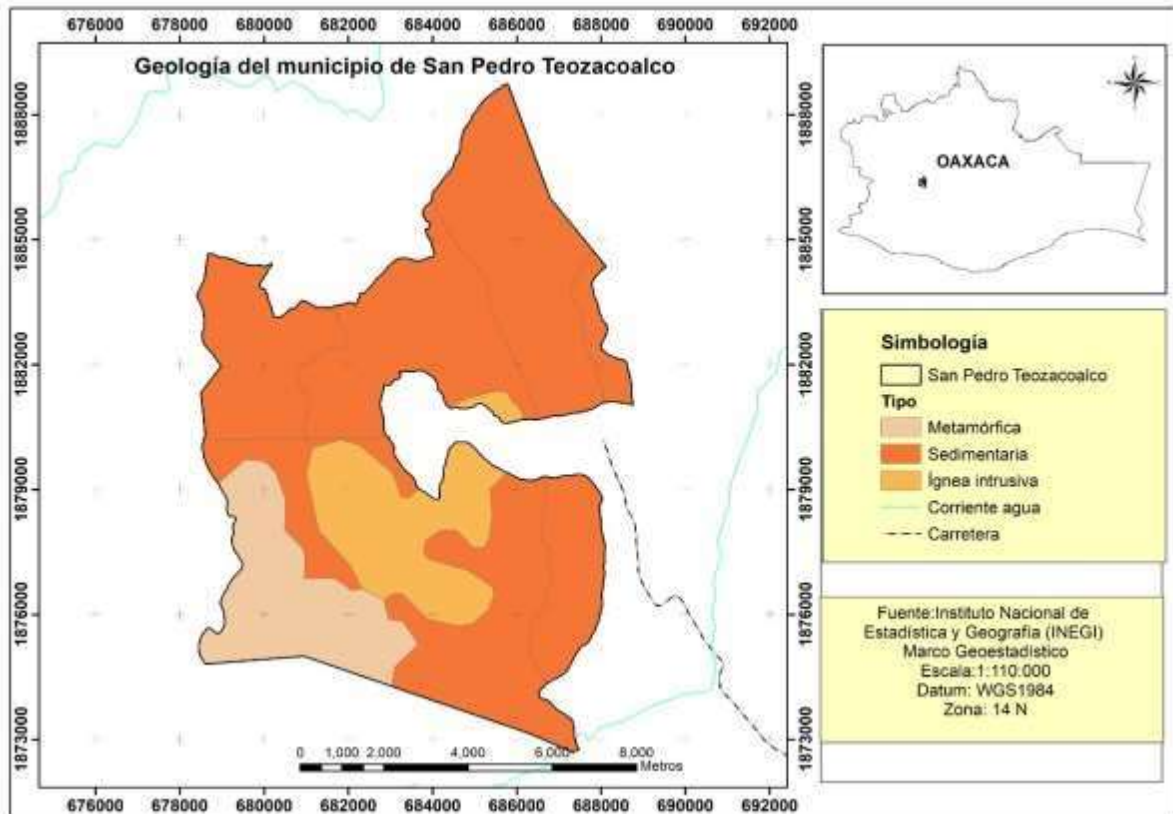 676000 678000 680000 682000 684000 686000 688000 690000 692000
Geología del municipio de San Pedro Teozacoalco
1888000
1885000
1882000
1879000
1876000
1873000
1888000
1885000
1882000
1879000
1876000
1873000
0 1,000 2,000 4,000 6,000 8,000
Metros
676000 678000 680000 682000 684000 686000 688000 690000 692000
OAXACA
Simbología
San Pedro Teozacoalco
Tipo
Metamórfica
Sedimentaria
Ígnea intrusiva
Corriente agua
Carretera
Fuente:Instituto Nacional de
Estadística y Geografía (INEGI)
Marco Geoestadístico
Escala:1:110:000
Datum: WGS1984
Zona: 14 N